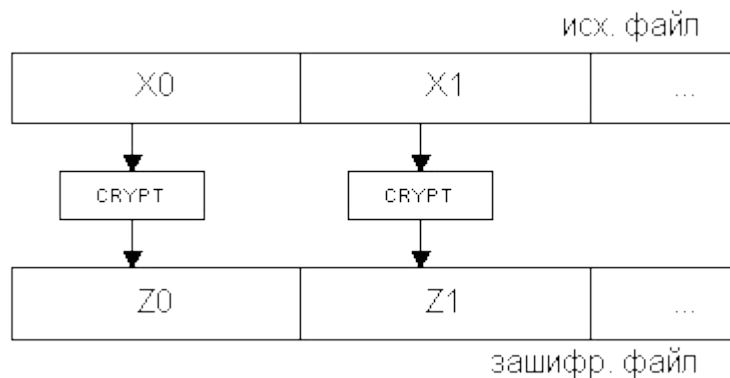 исх. файл
X0 X1 ...
CRYPT CRYPT
Z0 Z1 ...
зашифр. файл